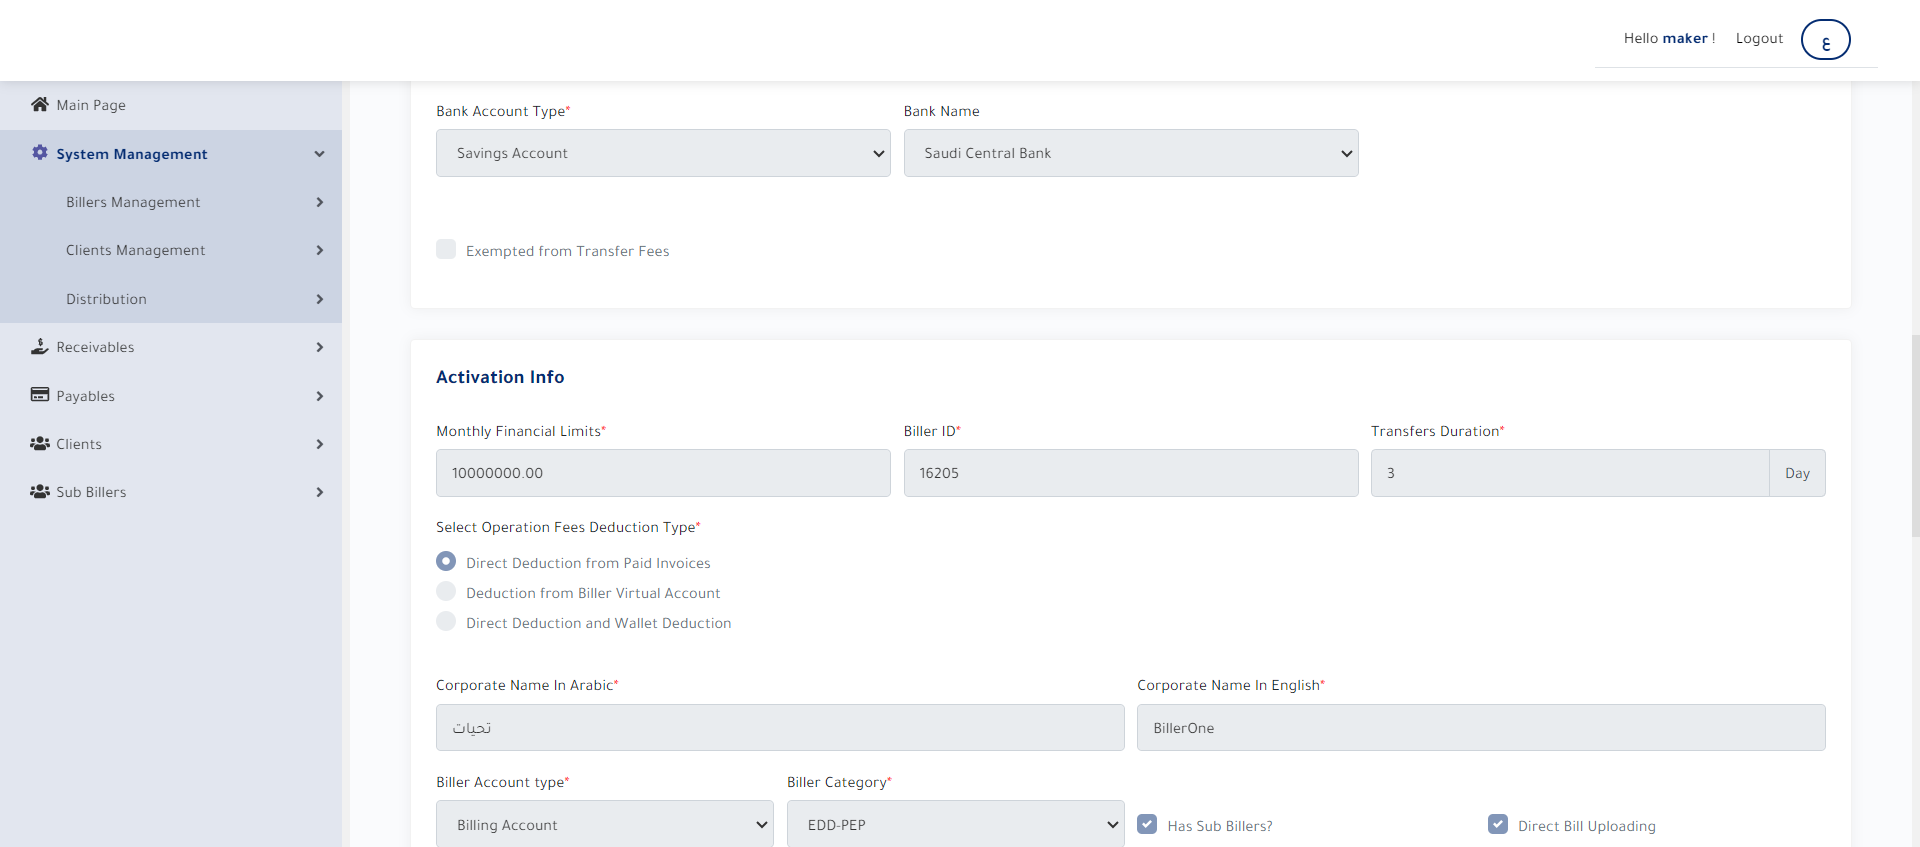 Hello maker !
Logout
ع
Main Page
System Management
Billers Management
Clients Management
Distribution
Receivables
Payables
Clients
Sub Billers
Bank Account Type*
Bank Name
Savings Account
Saudi Central Bank
Exempted from Transfer Fees
Activation Info
Monthly Financial Limits*
Biller ID*
Transfers Duration*
10000000.00
16205
3
Day
Select Operation Fees Deduction Type*
Direct Deduction from Paid Invoices
Deduction from Biller Virtual Account
Direct Deduction and Wallet Deduction
Corporate Name In Arabic*
Corporate Name In English*
تحيات
BillerOne
Biller Account type*
Biller Category*
Billing Account
EDD-PEP
Has Sub Billers?
Direct Bill Uploading